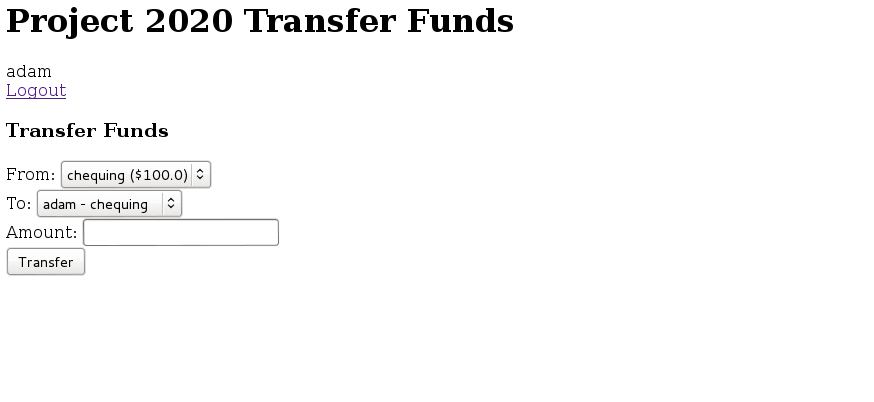 Project 2020 Transfer Funds
adam
Logout
Transfer Funds
From: chequing ($100.0)
To: adam - chequing
Amount:
Transfer